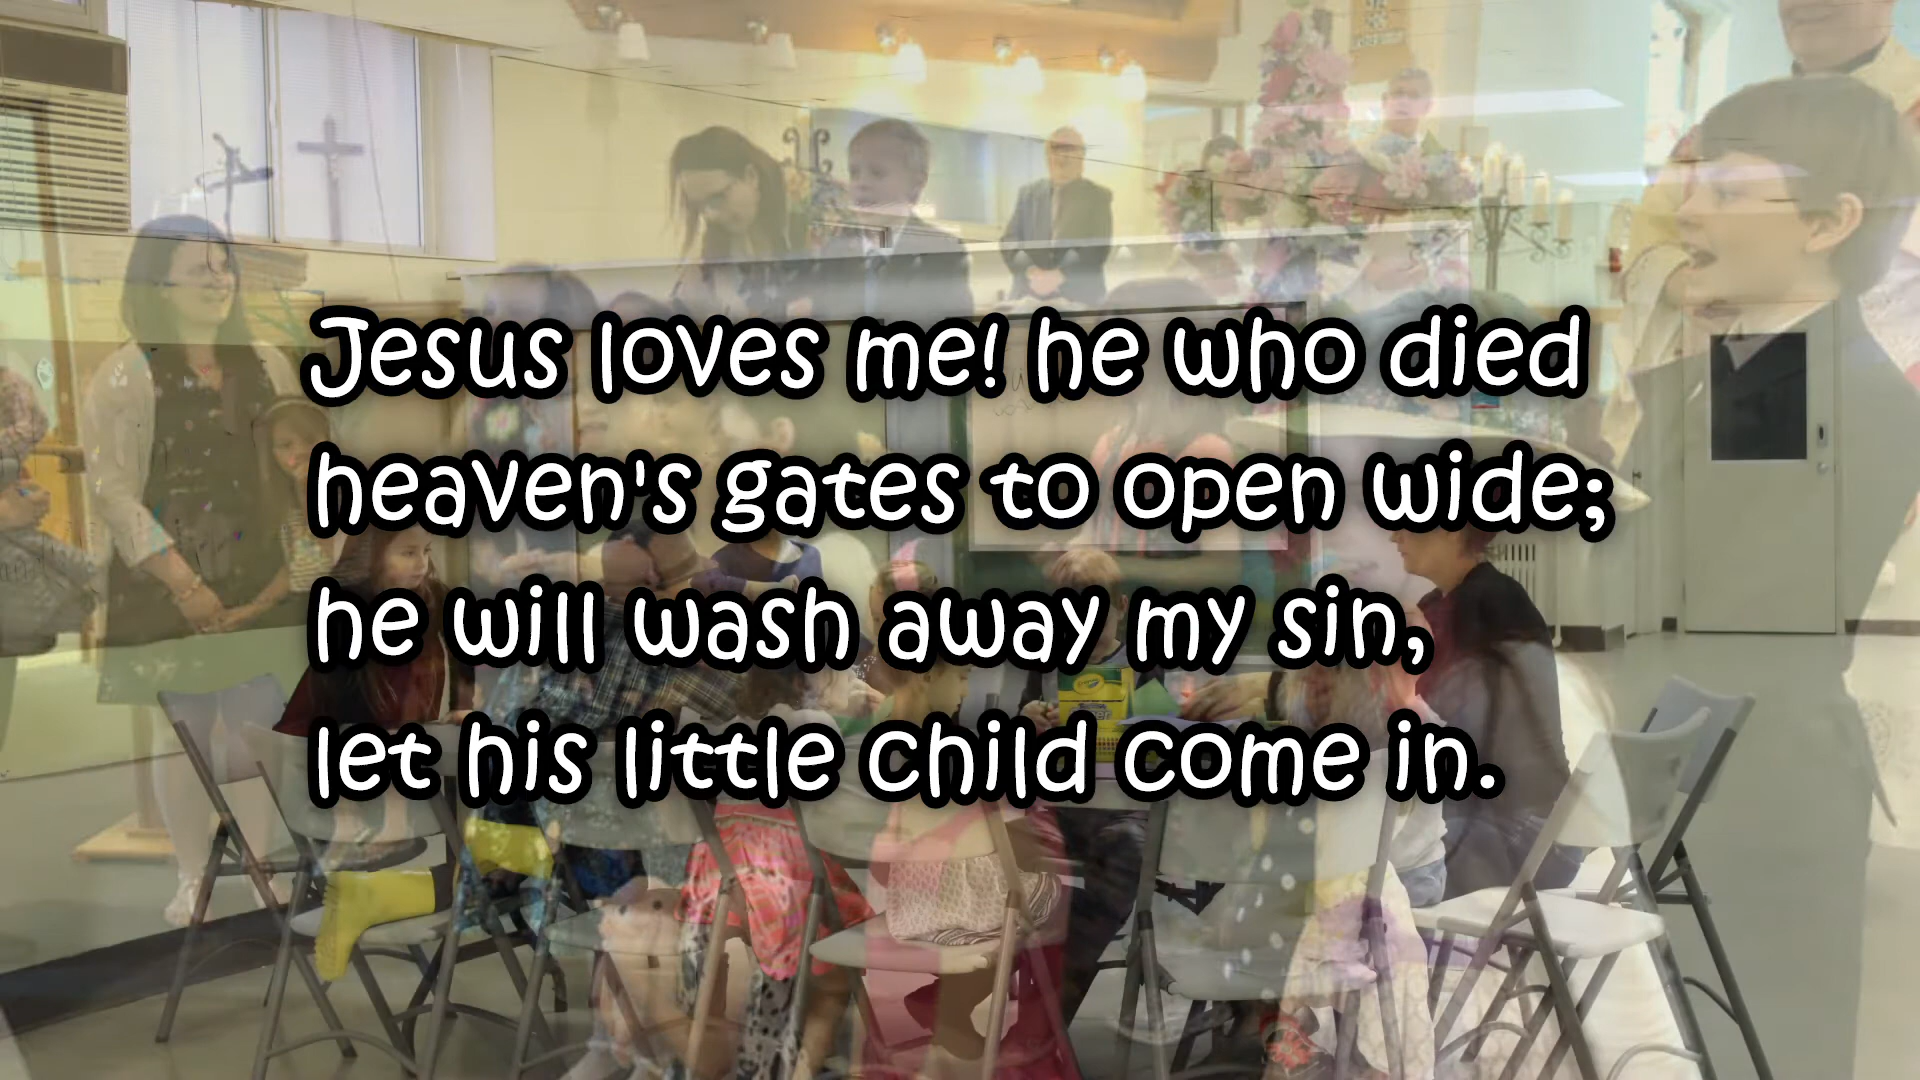 Jesus loves me! he who died
heaven's gates to open wide;
he will wash away my sin,
let his little child come in.